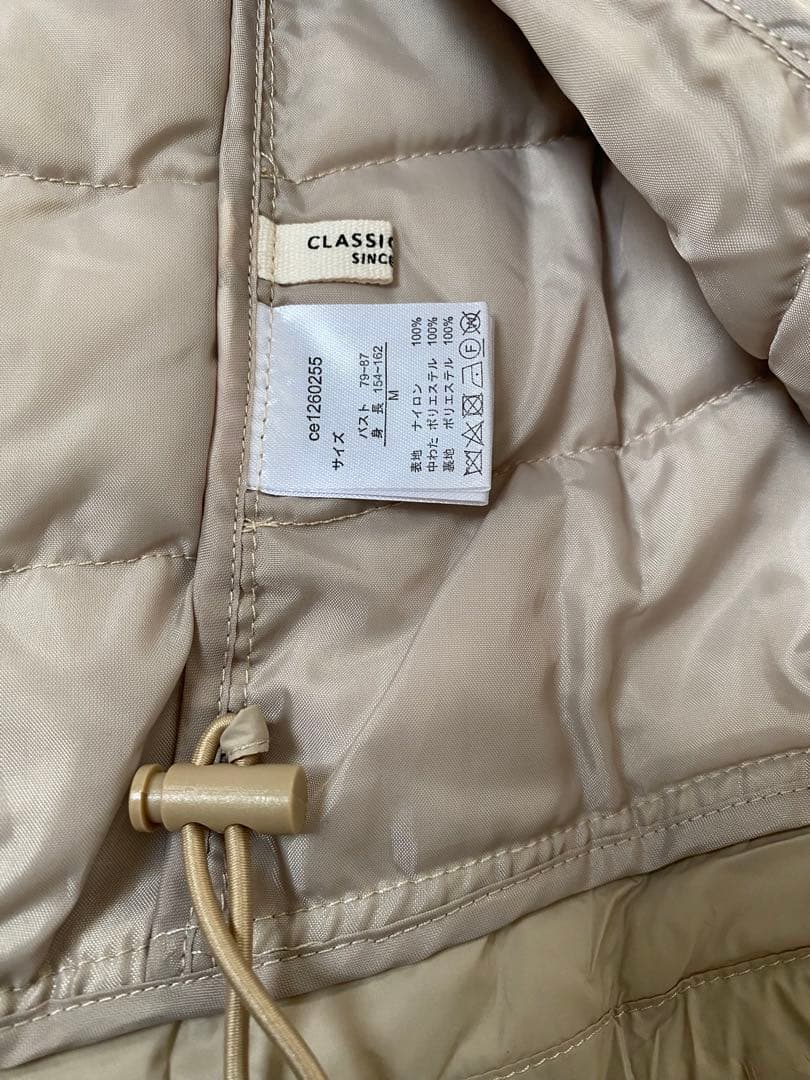 CLASSIC
SINCE
ce1260255
サイズ
バスト 79~87
身長 154~162
M
表地 ナイロン 100%
中わた ポリエステル 100%
裏地 ポリエステル 100%
F
W